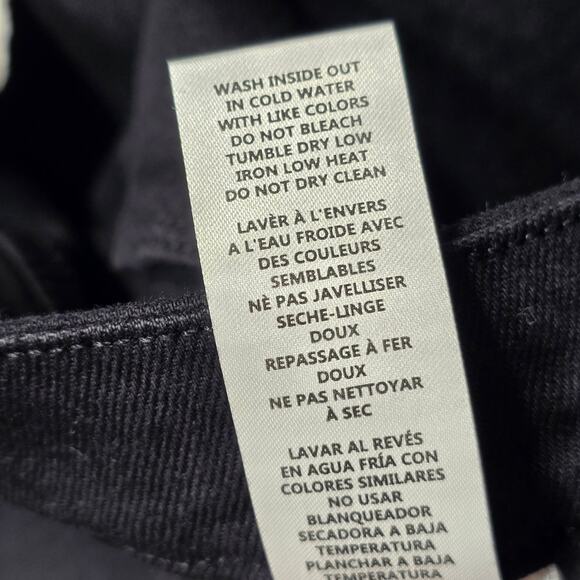 WASH INSIDE OUT
IN COLD WATER
WITH LIKE COLORS
DO NOT BLEACH
TUMBLE DRY LOW
IRON LOW HEAT
DO NOT DRY CLEAN
LAVÈR À L'ENVERS
A L'EAU FROIDE AVEC
DES COULEURS
SEMBLABLES
NÈ PAS JAVELLISER
SECHE-LINGE
DOUX
REPASSAGE À FER
DOUX
NE PAS NETTOYAR
À SEC
LAVAR AL REVÉS
EN AGUA FRÍA CON
COLORES SIMILARES
NO USAR
BLANQUEADOR
SECADORA A BAJA
TEMPERATURA
PLANCHAR A BAJA
TEMPERATURA